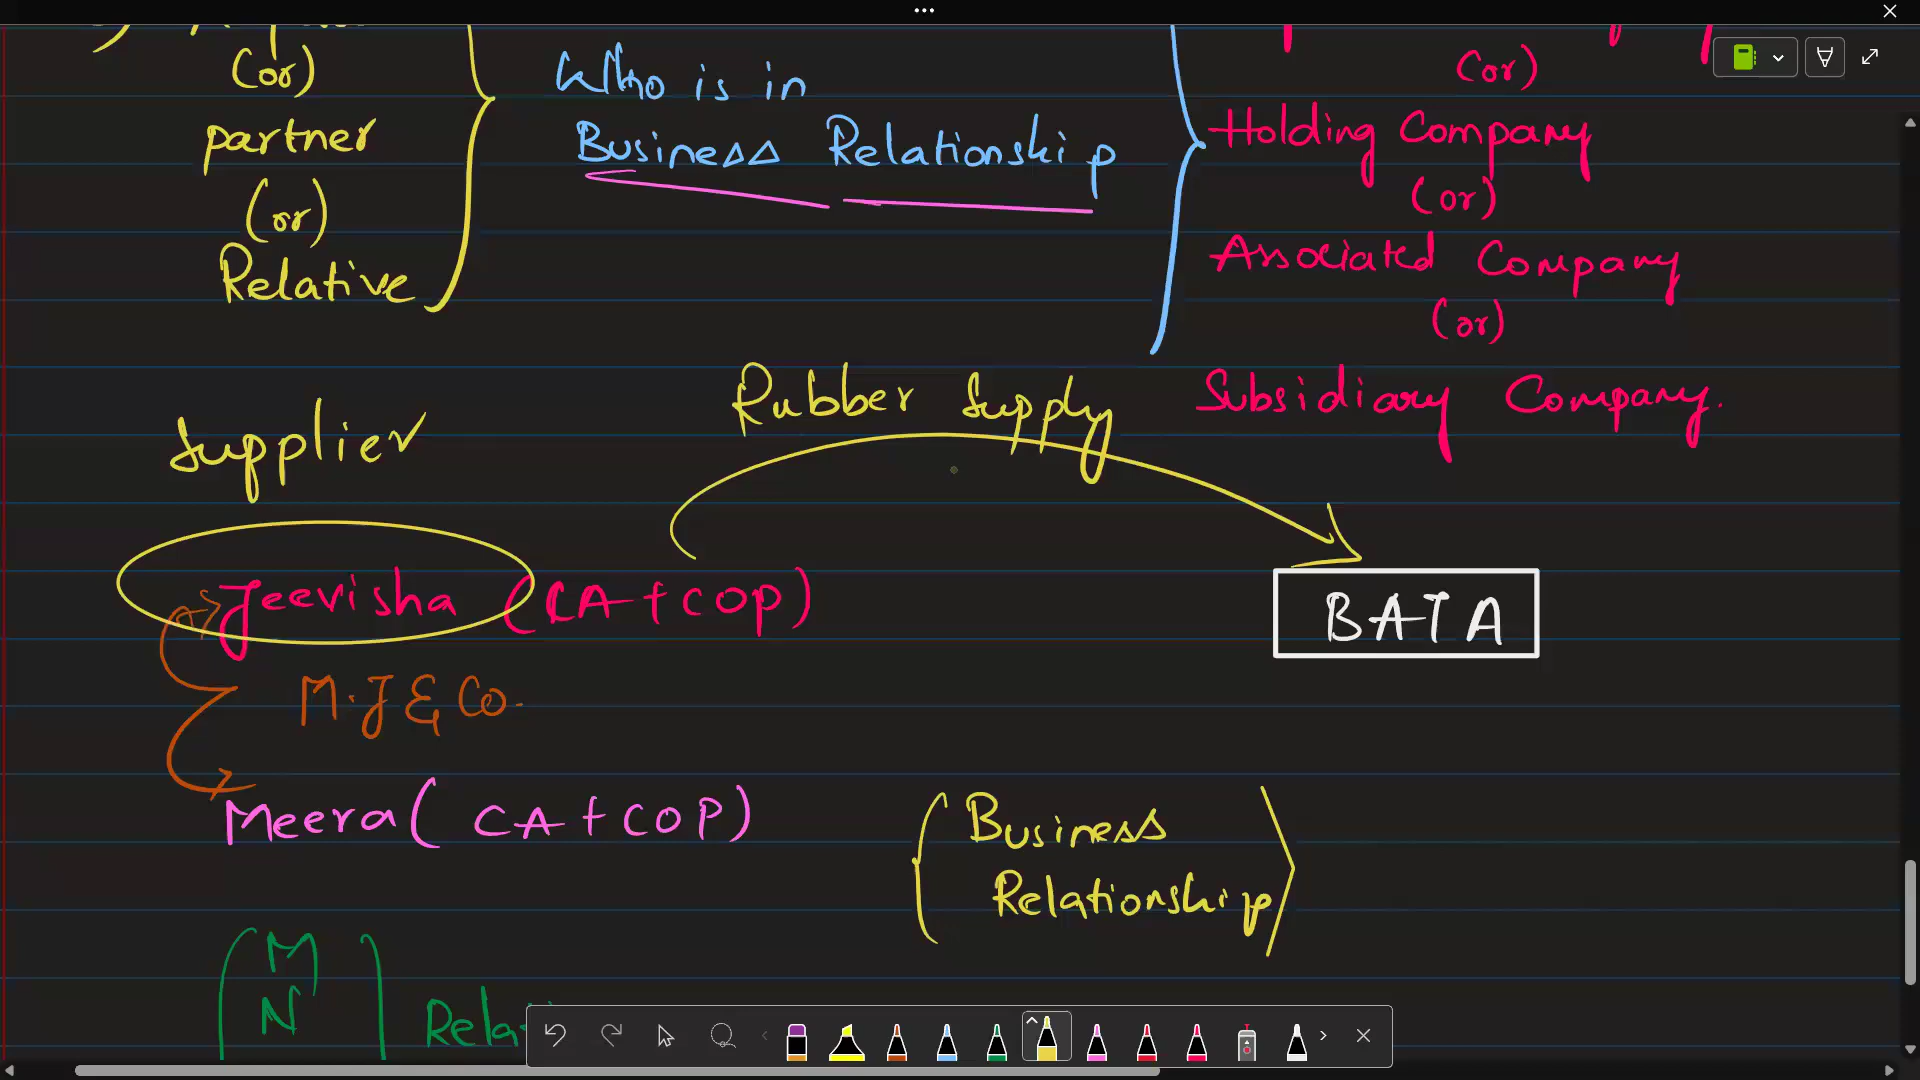 (or)
partner
(or)
Relative
Who is in
Business Relationship
(or)
Holding Company
(or)
Associated Company
(or)
Subsidiary Company.
Supplier
Rubber Supply
Jeevisha (CA + COP)
BATA
M.J & Co.
Meera ( CA + COP)
Business
Relationship
M
N